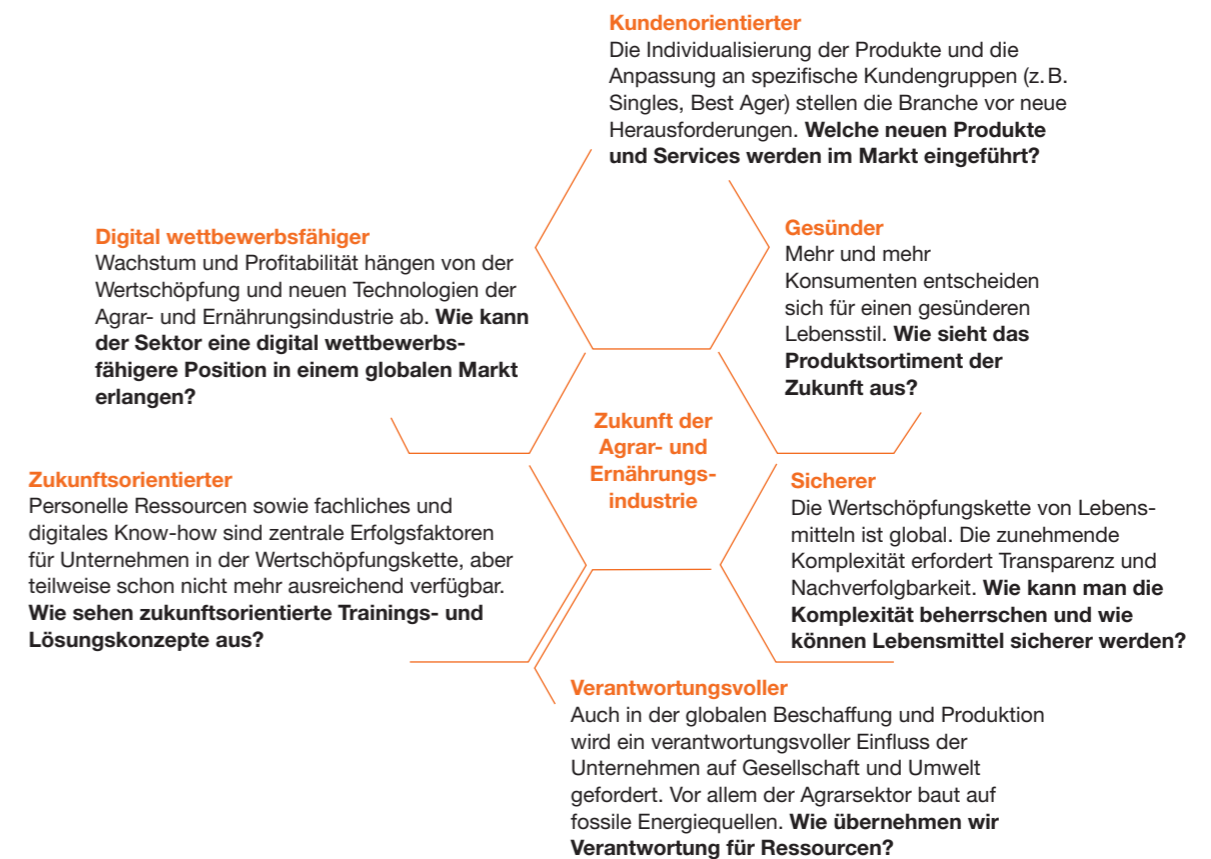 Kundenorientierter
Die Individualisierung der Produkte und die
Anpassung an spezifische Kundengruppen (z. B.
Singles, Best Ager) stellen die Branche vor neue
Herausforderungen. Welche neuen Produkte
und Services werden im Markt eingeführt?
Digital wettbewerbsfähiger
Wachstum und Profitabilität hängen von der
Wertschöpfung und neuen Technologien der
Agrar- und Ernährungsindustrie ab. Wie kann
der Sektor eine digital wettbewerbs-
fähigere Position in einem globalen Markt
erlangen?
Gesünder
Mehr und mehr
Konsumenten entscheiden
sich für einen gesünderen
Lebensstil. Wie sieht das
Produktsortiment der
Zukunft aus?
Zukunft der
Agrar- und
Ernährungs-
industrie
Zukunftsorientierter
Personelle Ressourcen sowie fachliches und
digitales Know-how sind zentrale Erfolgsfaktoren
für Unternehmen in der Wertschöpfungskette, aber
teilweise schon nicht mehr ausreichend verfügbar.
Wie sehen zukunftsorientierte Trainings- und
Lösungskonzepte aus?
Sicherer
Die Wertschöpfungskette von Lebens-
mitteln ist global. Die zunehmende
Komplexität erfordert Transparenz und
Nachverfolgbarkeit. Wie kann man die
Komplexität beherrschen und wie
können Lebensmittel sicherer werden?
Verantwortungsvoller
Auch in der globalen Beschaffung und Produktion
wird ein verantwortungsvoller Einfluss der
Unternehmen auf Gesellschaft und Umwelt
gefordert. Vor allem der Agrarsektor baut auf
fossile Energiequellen. Wie übernehmen wir
Verantwortung für Ressourcen?